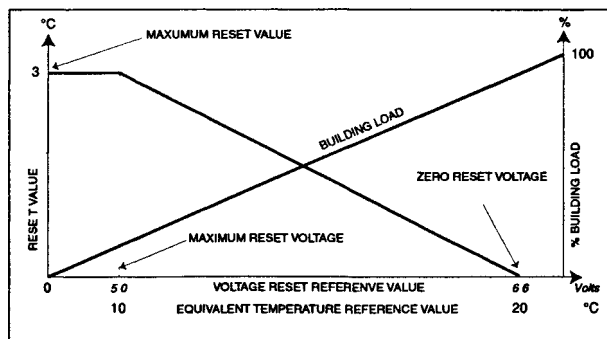 °C
%
MAXUMUM RESET VALUE
3
100
BUILDING LOAD
ZERO RESET VOLTAGE
RESET VALUE
% BUILDING LOAD
MAXIMUM RESET VOLTAGE
0 5 0 VOLTAGE RESET REFERENVE VALUE 6 6 Volts
10 EQUIVALENT TEMPERATURE REFERENCE VALUE 20 °C